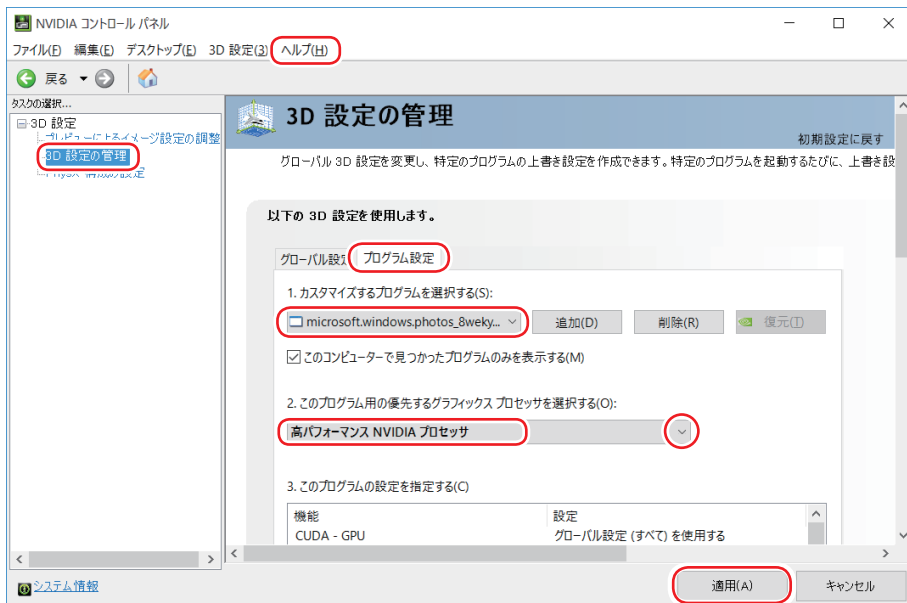 NVIDIA コントロール パネル
ファイル(F) 編集(E) デスクトップ(E) 3D 設定(3) ヘルプ(H)
戻る
タスクの選択...
3D 設定
プレビューによるイメージ設定の調整
3D 設定の管理
PhysX 構成の設定
3D 設定の管理
初期設定に戻す
グローバル 3D 設定を変更し、特定のプログラムの上書き設定を作成できます。特定のプログラムを起動するたびに、上書き設
以下の 3D 設定を使用します。
グローバル設定 プログラム設定
1. カスタマイズするプログラムを選択する(S):
microsoft.windows.photos_8weky... 追加(D) 削除(R) 復元(T)
このコンピューターで見つかったプログラムのみを表示する(M)
2. このプログラム用の優先するグラフィックス プロセッサを選択する(O):
高パフォーマンス NVIDIA プロセッサ
3. このプログラムの設定を指定する(C)
機能 設定
CUDA - GPU グローバル設定 (すべて) を使用する
システム情報
適用(A) キャンセル